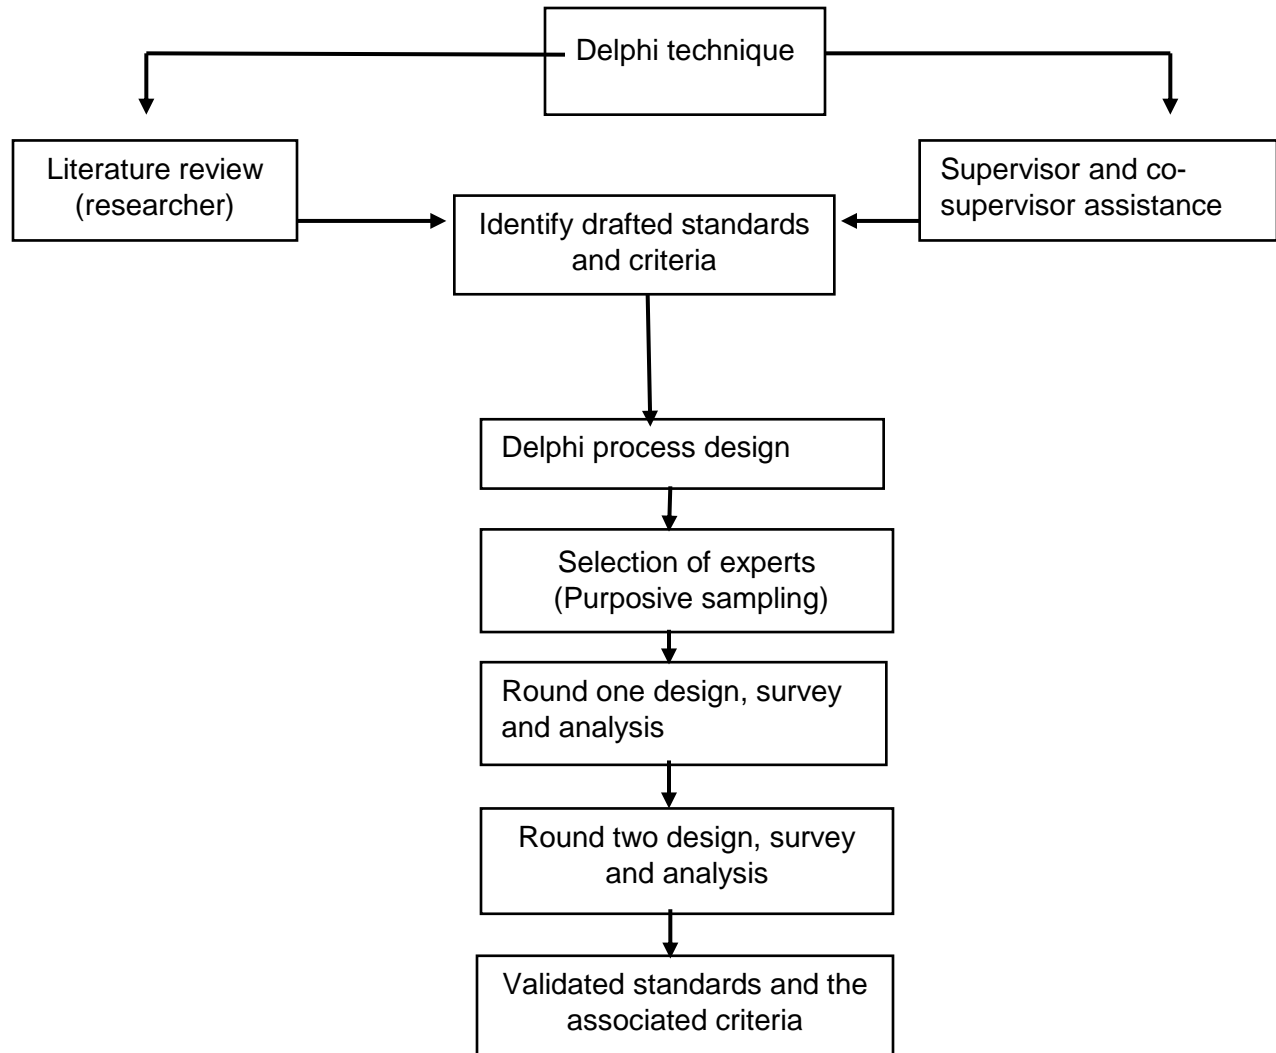 Delphi technique
Literature review
(researcher)
Supervisor and co-
supervisor assistance
Identify drafted standards
and criteria
Delphi process design
Selection of experts
(Purposive sampling)
Round one design, survey
and analysis
Round two design, survey
and analysis
Validated standards and the
associated criteria